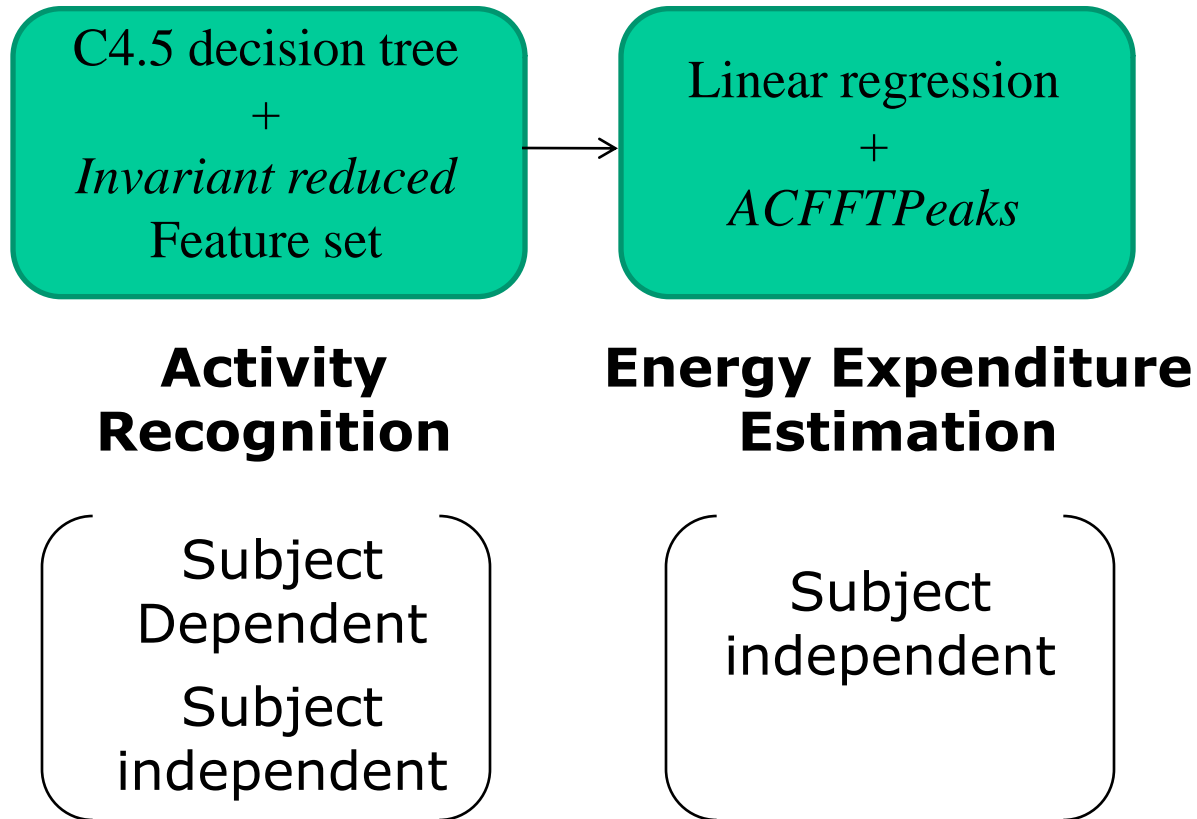 C4.5 decision tree
+
Invariant reduced
Feature set
Linear regression
+
ACFFTPeaks
Activity
Recognition
Energy Expenditure
Estimation
Subject
Dependent
Subject
independent
Subject
independent